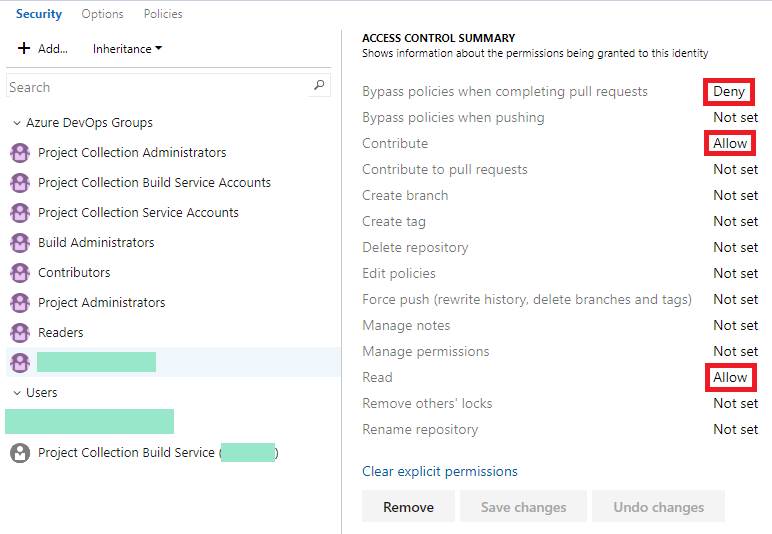 Security Options Policies
Add... Inheritance
Search
Azure DevOps Groups
Project Collection Administrators
Project Collection Build Service Accounts
Project Collection Service Accounts
Build Administrators
Contributors
Project Administrators
Readers
Users
Project Collection Build Service ( )
ACCESS CONTROL SUMMARY
Shows information about the permissions being granted to this identity
Bypass policies when completing pull requests Deny
Bypass policies when pushing Not set
Contribute Allow
Contribute to pull requests Not set
Create branch Not set
Create tag Not set
Delete repository Not set
Edit policies Not set
Force push (rewrite history, delete branches and tags) Not set
Manage notes Not set
Manage permissions Not set
Read Allow
Remove others' locks Not set
Rename repository Not set
Clear explicit permissions
Remove Save changes Undo changes